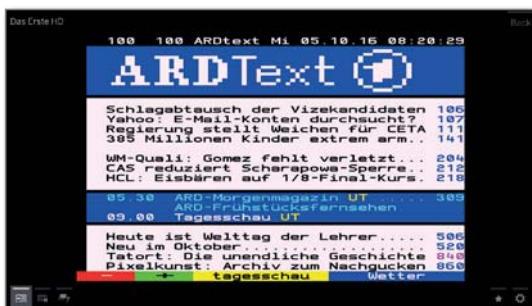 Das Erste HD
Back
100 100 ARDtext Mi 05.10.16 08:20:29
ARDText 1
Schlagabtausch der Vizekandidaten 106
Yahoo: E-Mail-Konten durchsucht? 107
Regierung stellt Weichen für CETA 111
385 Millionen Kinder extrem arm.. 141
WM-Quali: Gomez fehlt verletzt... 204
CAS reduziert Scharapowa-Sperre.. 212
HCL: Eisbären auf 1/8-Final-Kurs. 218
05.30 ARD-Morgenmagazin UT ..... 309
ARD-Frühstücksfernsehen
09.00 Tagesschau UT
Heute ist Welttag der Lehrer..... 506
Neu im Oktober................... 520
Tatort: Die unendliche Geschichte 840
Pixelkunst: Archiv zum Nachgucken 860
- + tagesschau Wetter